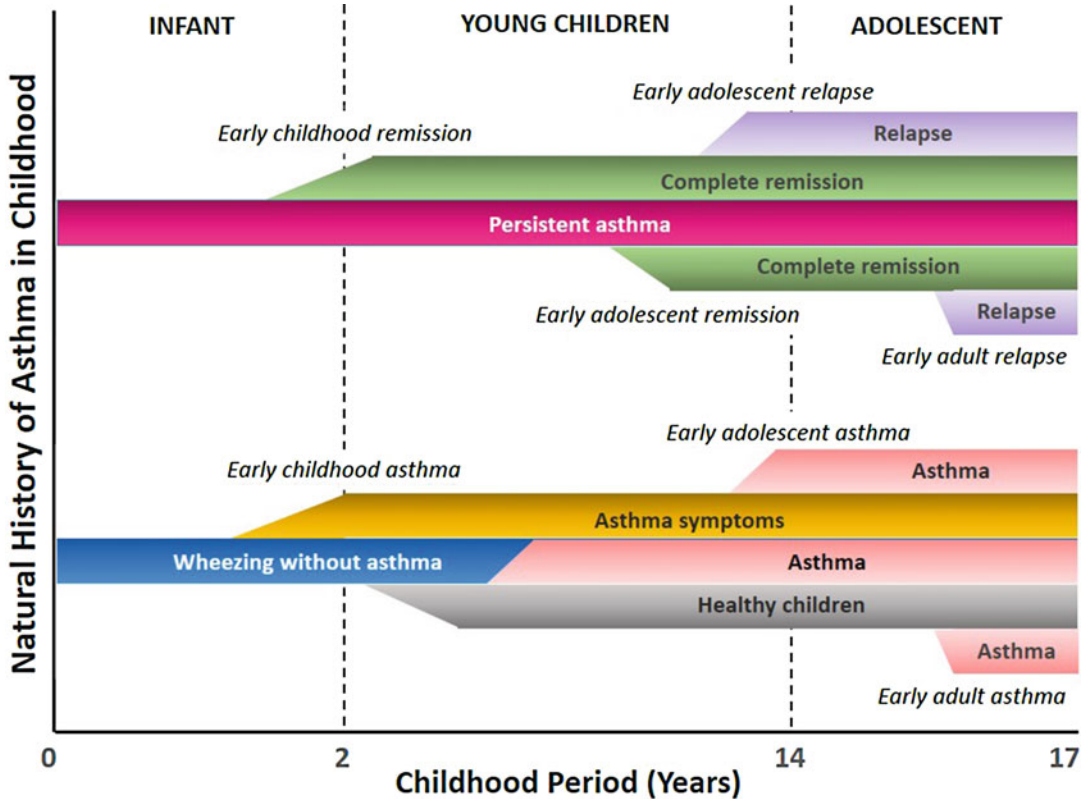 INFANT
YOUNG CHILDREN
ADOLESCENT
Natural History of Asthma in Childhood
Early adolescent relapse
Early childhood remission
Relapse
Complete remission
Persistent asthma
Complete remission
Early adolescent remission
Relapse
Early adult relapse
Early adolescent asthma
Early childhood asthma
Asthma
Asthma symptoms
Wheezing without asthma
Asthma
Healthy children
Asthma
Early adult asthma
0
2
14
17
Childhood Period (Years)